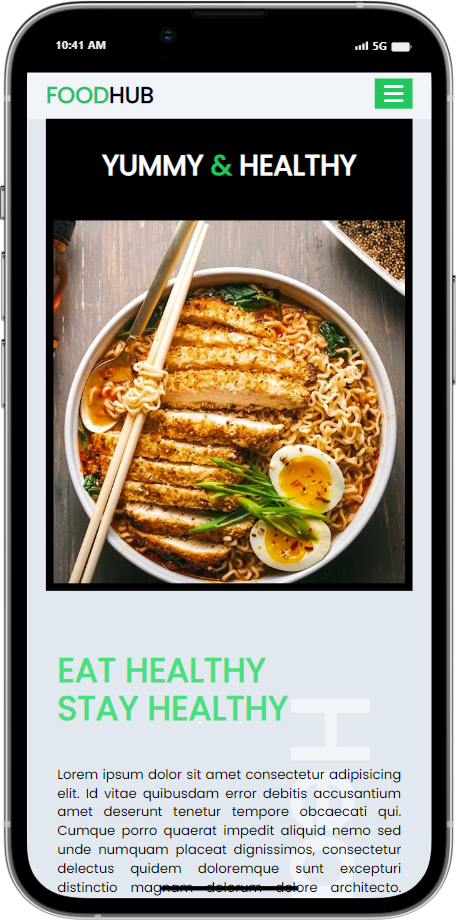 10:41 AM
5G
FOODHUB
YUMMY & HEALTHY
EAT HEALTHY
STAY HEALTHY
Lorem ipsum dolor sit amet consectetur adipisicing
elit. Id vitae quibusdam error debitis accusantium
amet deserunt tenetur tempore obcaecati qui.
Cumque porro quaerat impedit aliquid nemo sed
unde numquam placeat dignissimos, consectetur
delectus quidem doloremque sunt excepturi
distinctio magnam dolorum dolore architecto.